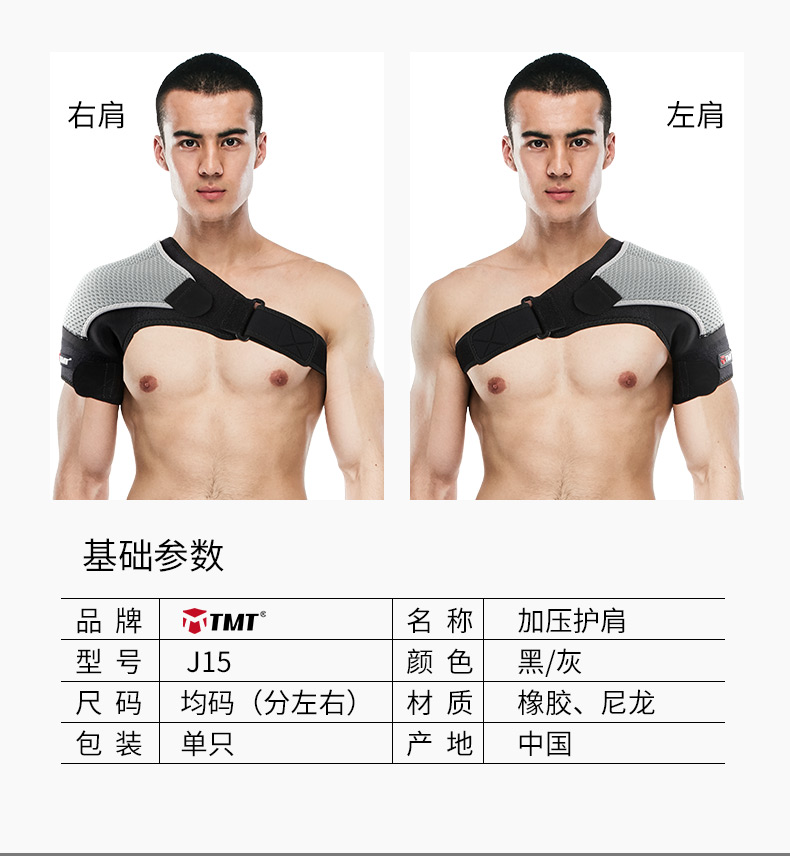 右肩
左肩
基础参数
品牌 TMT® 名称 加压护肩
型号 J15 颜色 黑/灰
尺码 均码（分左右） 材质 橡胶、尼龙
包装 单只 产地 中国
TMT